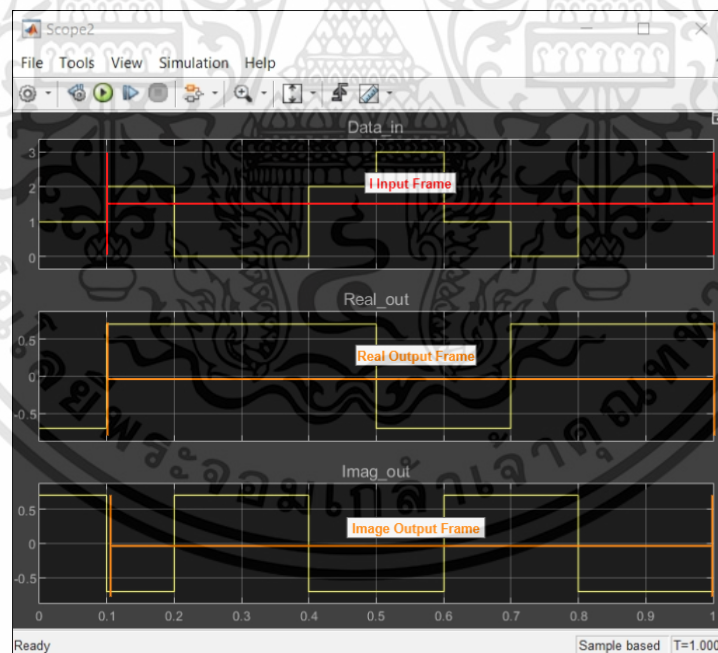 Scope2
File Tools View Simulation Help
Data_in
3
2
1
0
I Input Frame
Real_out
0.5
0
-0.5
Real Output Frame
Imag_out
0.5
0
-0.5
Image Output Frame
0 0.1 0.2 0.3 0.4 0.5 0.6 0.7 0.8 0.9 1
Ready
Sample based T=1.000